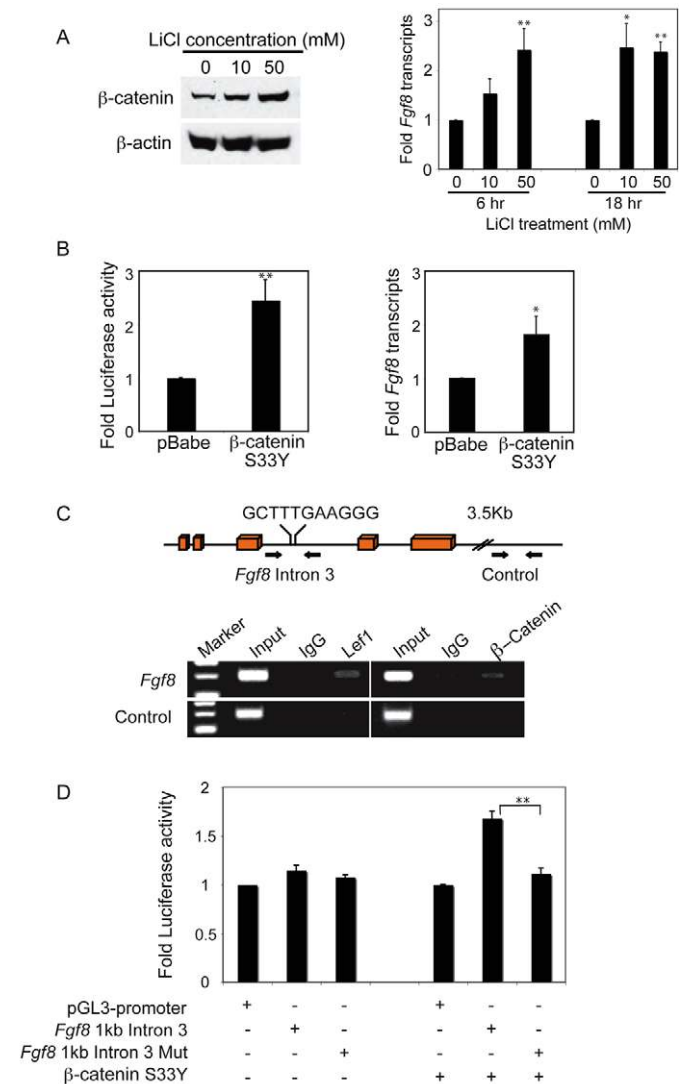 A
LiCl concentration (mM)
0 10 50
β-catenin
β-actin
Fold Fgf8 transcripts
3
2
1
0
**
*
**
0 10 50 0 10 50
6 hr 18 hr
LiCl treatment (mM)
B
Fold Luciferase activity
3
2
1
0
**
pBabe β-catenin
S33Y
Fold Fgf8 transcripts
3
2
1
0
*
pBabe β-catenin
S33Y
C
GCTTTGAAGGG 3.5Kb
Fgf8 Intron 3 Control
Marker Input IgG Lef1 Input IgG β–Catenin
Fgf8
Control
D
Fold Luciferase activity
2
1.5
1
0.5
0
**
pGL3-promoter + - - + - -
Fgf8 1kb Intron 3 - + - - + -
Fgf8 1kb Intron 3 Mut - - + - - +
β-catenin S33Y - - - + + +